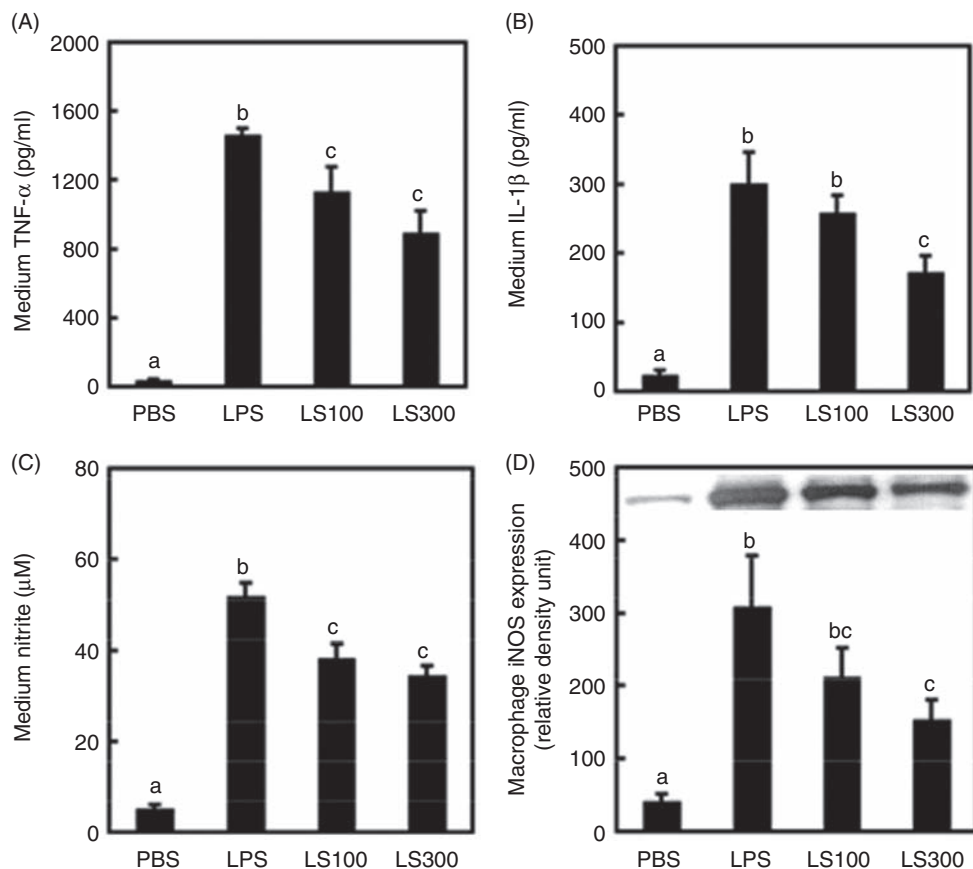 (A)
Medium TNF-α (pg/ml)
2000
1600
1200
800
400
0
a
b
c
c
PBS LPS LS100 LS300
(B)
Medium IL-1β (pg/ml)
500
400
300
200
100
0
a
b
b
c
PBS LPS LS100 LS300
(C)
Medium nitrite (μM)
80
60
40
20
0
a
b
c
c
PBS LPS LS100 LS300
(D)
Macrophage iNOS expression
(relative density unit)
500
400
300
200
100
0
a
b
bc
c
PBS LPS LS100 LS300